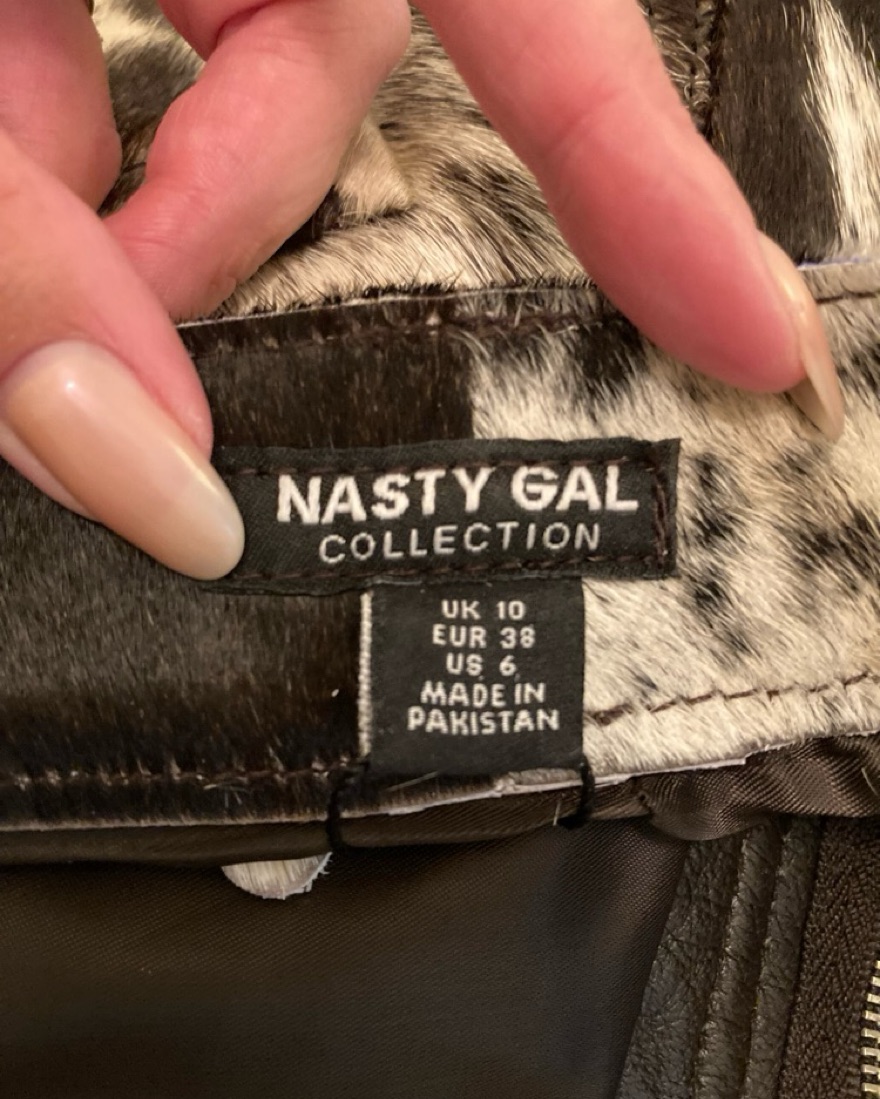 NASTY GAL
COLLECTION
UK 10
EUR 38
US 6
MADE IN
PAKISTAN